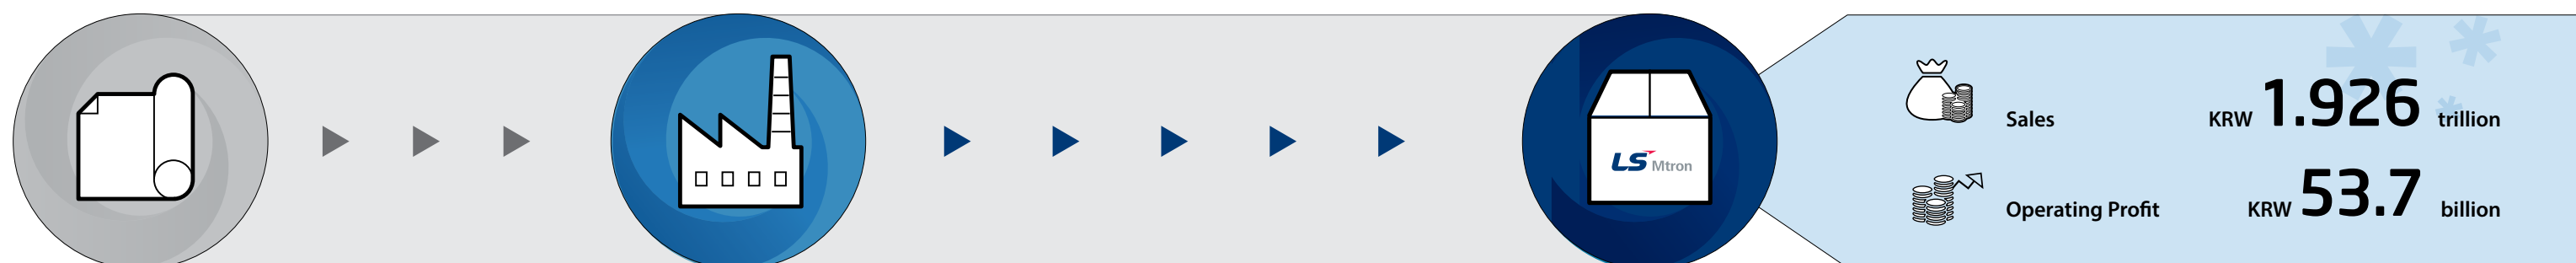 LS Mtron
Sales KRW 1.926 trillion
Operating Profit KRW 53.7 billion